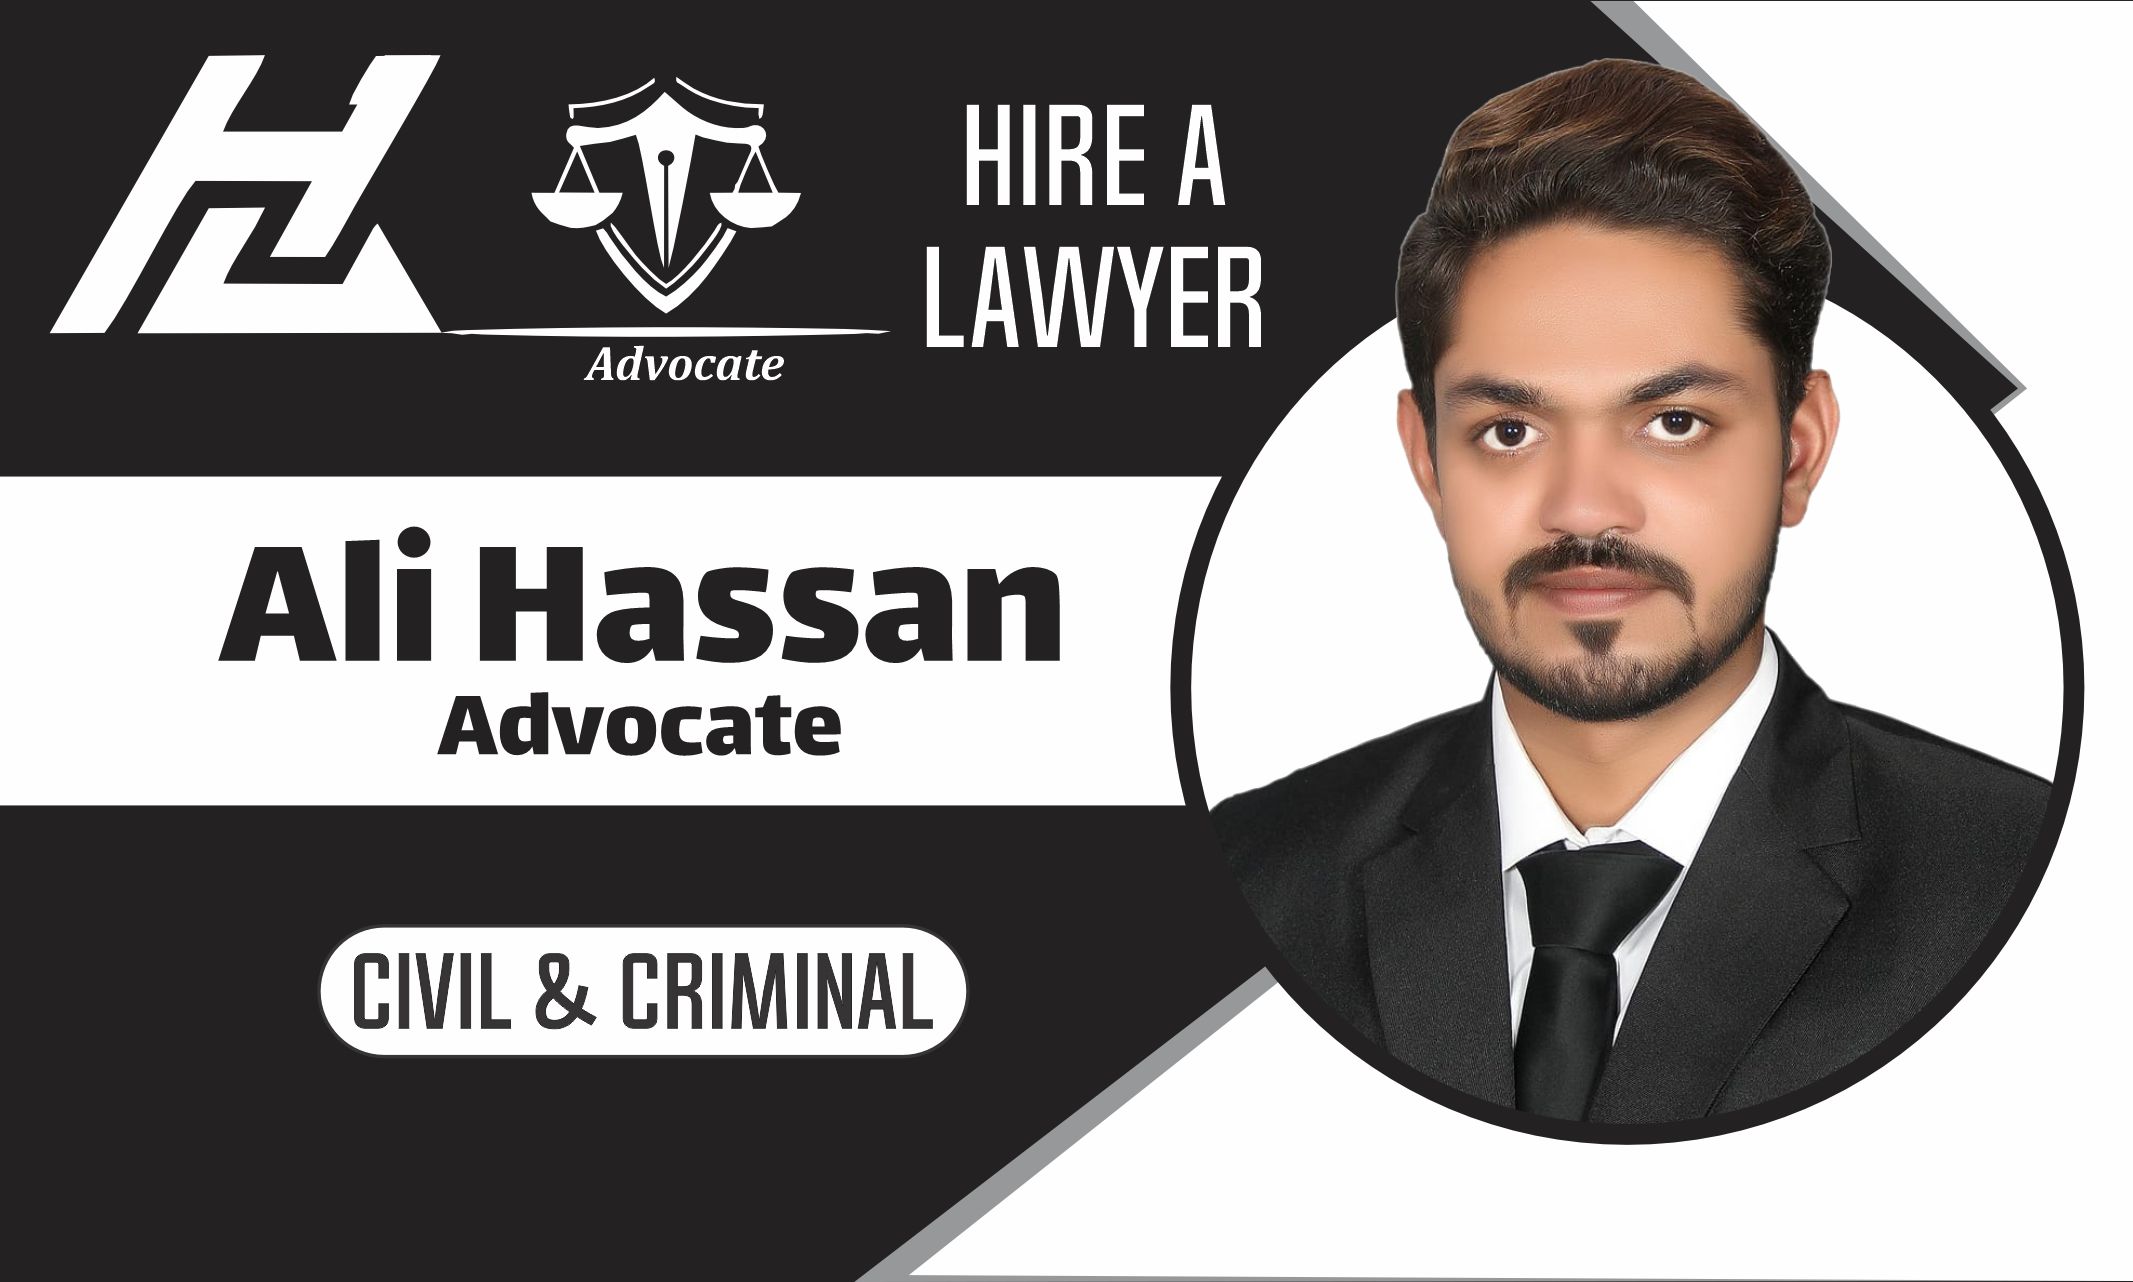 HL
Advocate
HIRE A
LAWYER
Ali Hassan
Advocate
CIVIL & CRIMINAL